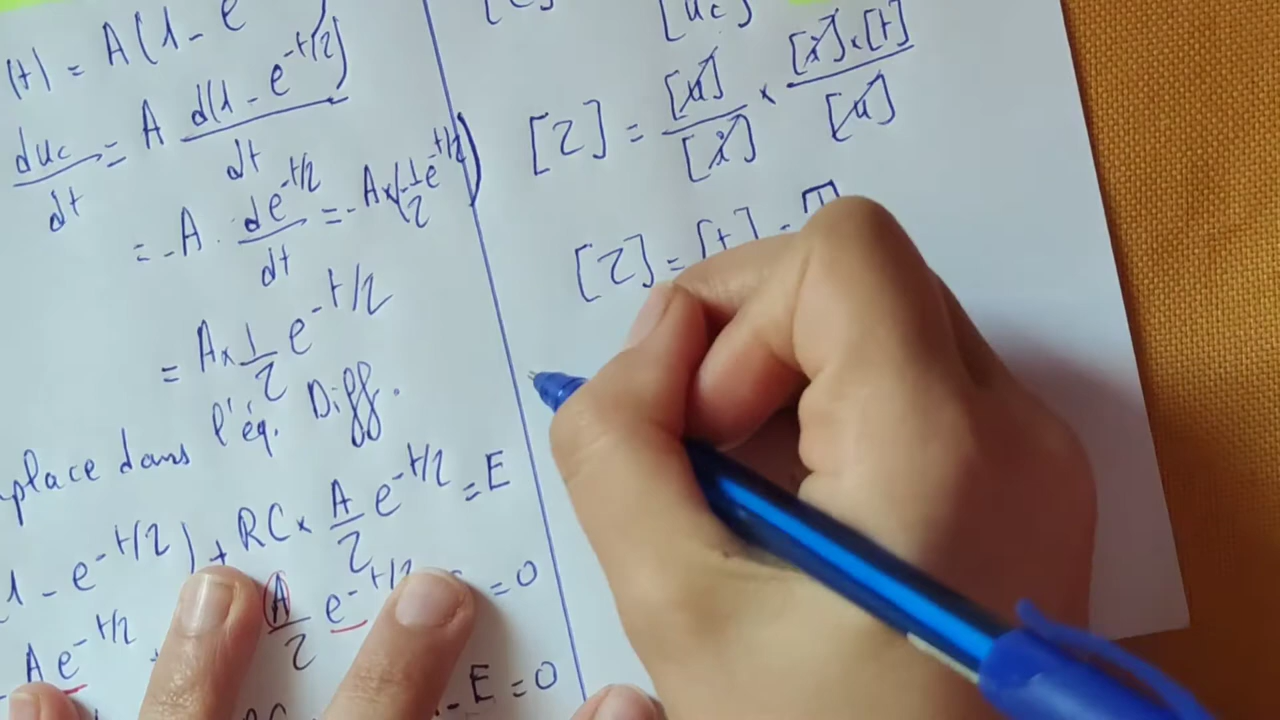 (t) = A(1 - e
duc/dt = A d(1 - e^-t/τ)/dt
= -A . de^-t/τ/dt = -A×(-1/τ e^-t/τ)
= A× 1/τ e^-t/τ
place dans l'éq. Diff.
1 - e^-t/τ) + RC× A/τ e^-t/τ = E
A/τ e^-t/τ = 0
- A e^-t/τ +
- E = 0
[uc]
[τ] = [u]/[i] × [i]×[t]/[u]
[τ] = [t] =